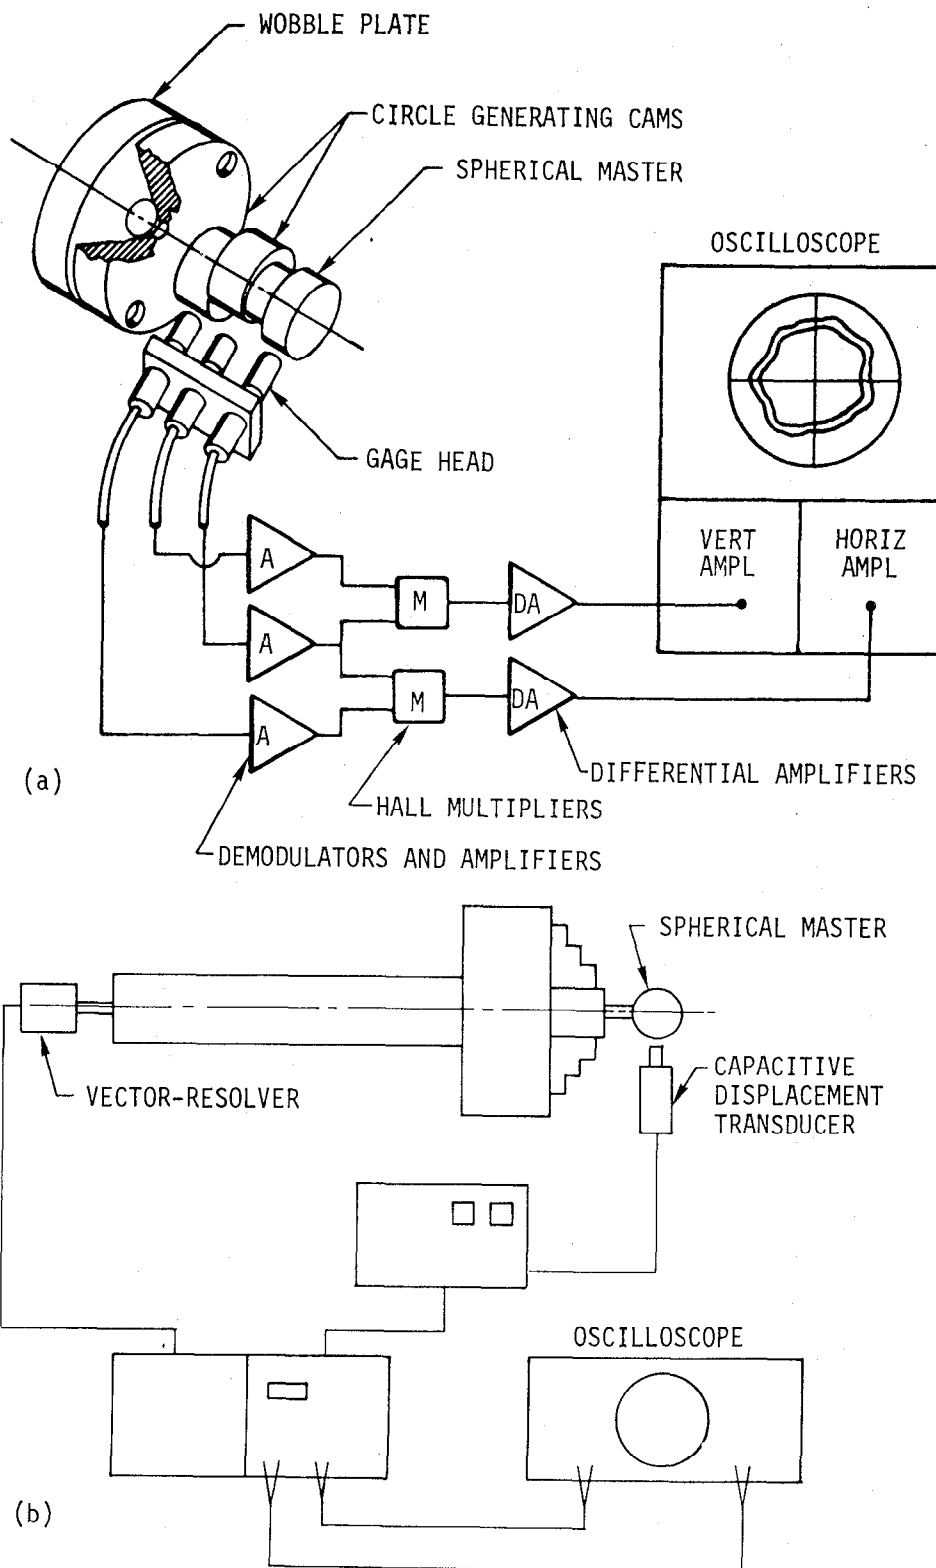 WOBBLE PLATE
CIRCLE GENERATING CAMS
SPHERICAL MASTER
OSCILLOSCOPE
GAGE HEAD
VERT
AMPL
HORIZ
AMPL
A
M
DA
A
M
DA
A
DIFFERENTIAL AMPLIFIERS
(a)
HALL MULTIPLIERS
DEMODULATORS AND AMPLIFIERS
SPHERICAL MASTER
VECTOR-RESOLVER
CAPACITIVE
DISPLACEMENT
TRANSDUCER
OSCILLOSCOPE
(b)